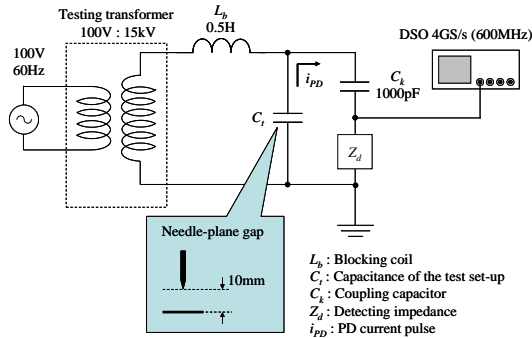 Testing transformer
100V : 15kV
L_b
0.5H
DSO 4GS/s (600MHz)
100V
60Hz
i_PD
C_k
1000pF
C_t
Z_d
Needle-plane gap
10mm
L_b : Blocking coil
C_t : Capacitance of the test set-up
C_k : Coupling capacitor
Z_d : Detecting impedance
i_PD : PD current pulse